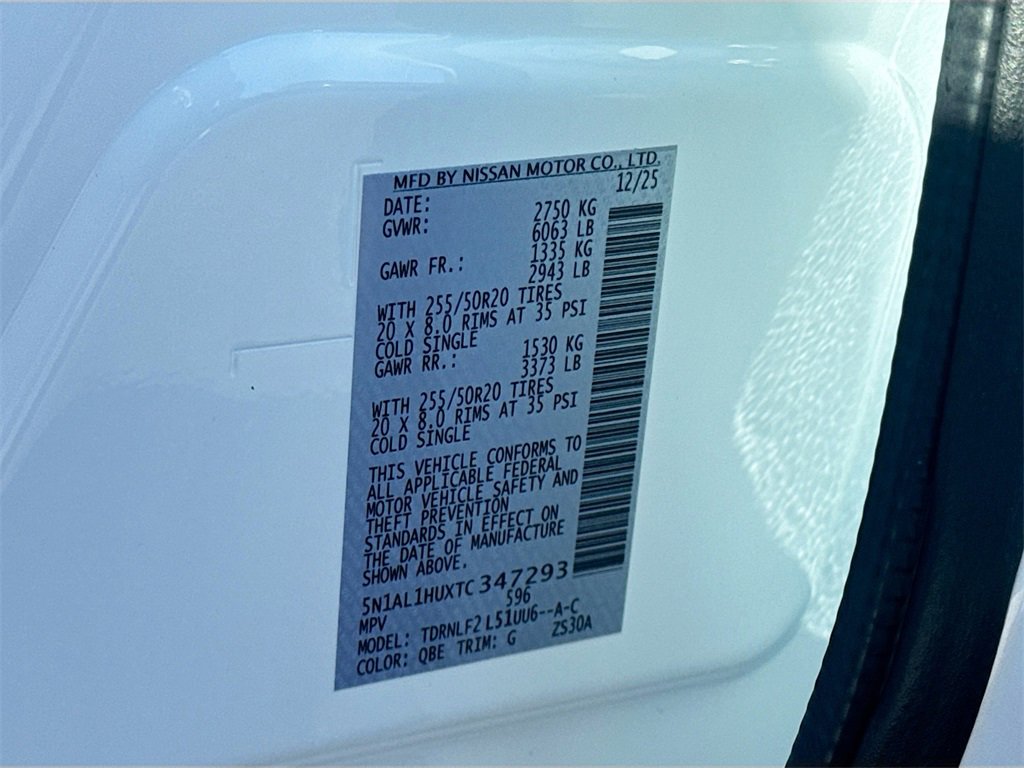 MFD BY NISSAN MOTOR CO., LTD.
DATE: 12/25
GVWR: 2750 KG
6063 LB
GAWR FR.: 1335 KG
2943 LB
WITH 255/50R20 TIRES
20 X 8.0 RIMS AT 35 PSI
COLD SINGLE
GAWR RR.: 1530 KG
3373 LB
WITH 255/50R20 TIRES
20 X 8.0 RIMS AT 35 PSI
COLD SINGLE
THIS VEHICLE CONFORMS TO
ALL APPLICABLE FEDERAL
MOTOR VEHICLE SAFETY AND
THEFT PREVENTION
STANDARDS IN EFFECT ON
THE DATE OF MANUFACTURE
SHOWN ABOVE.
5N1AL1HUXTC347293
MPV 596
MODEL: TDRNLF2 L51UU6--A-C
COLOR: QBE TRIM: G ZS30A